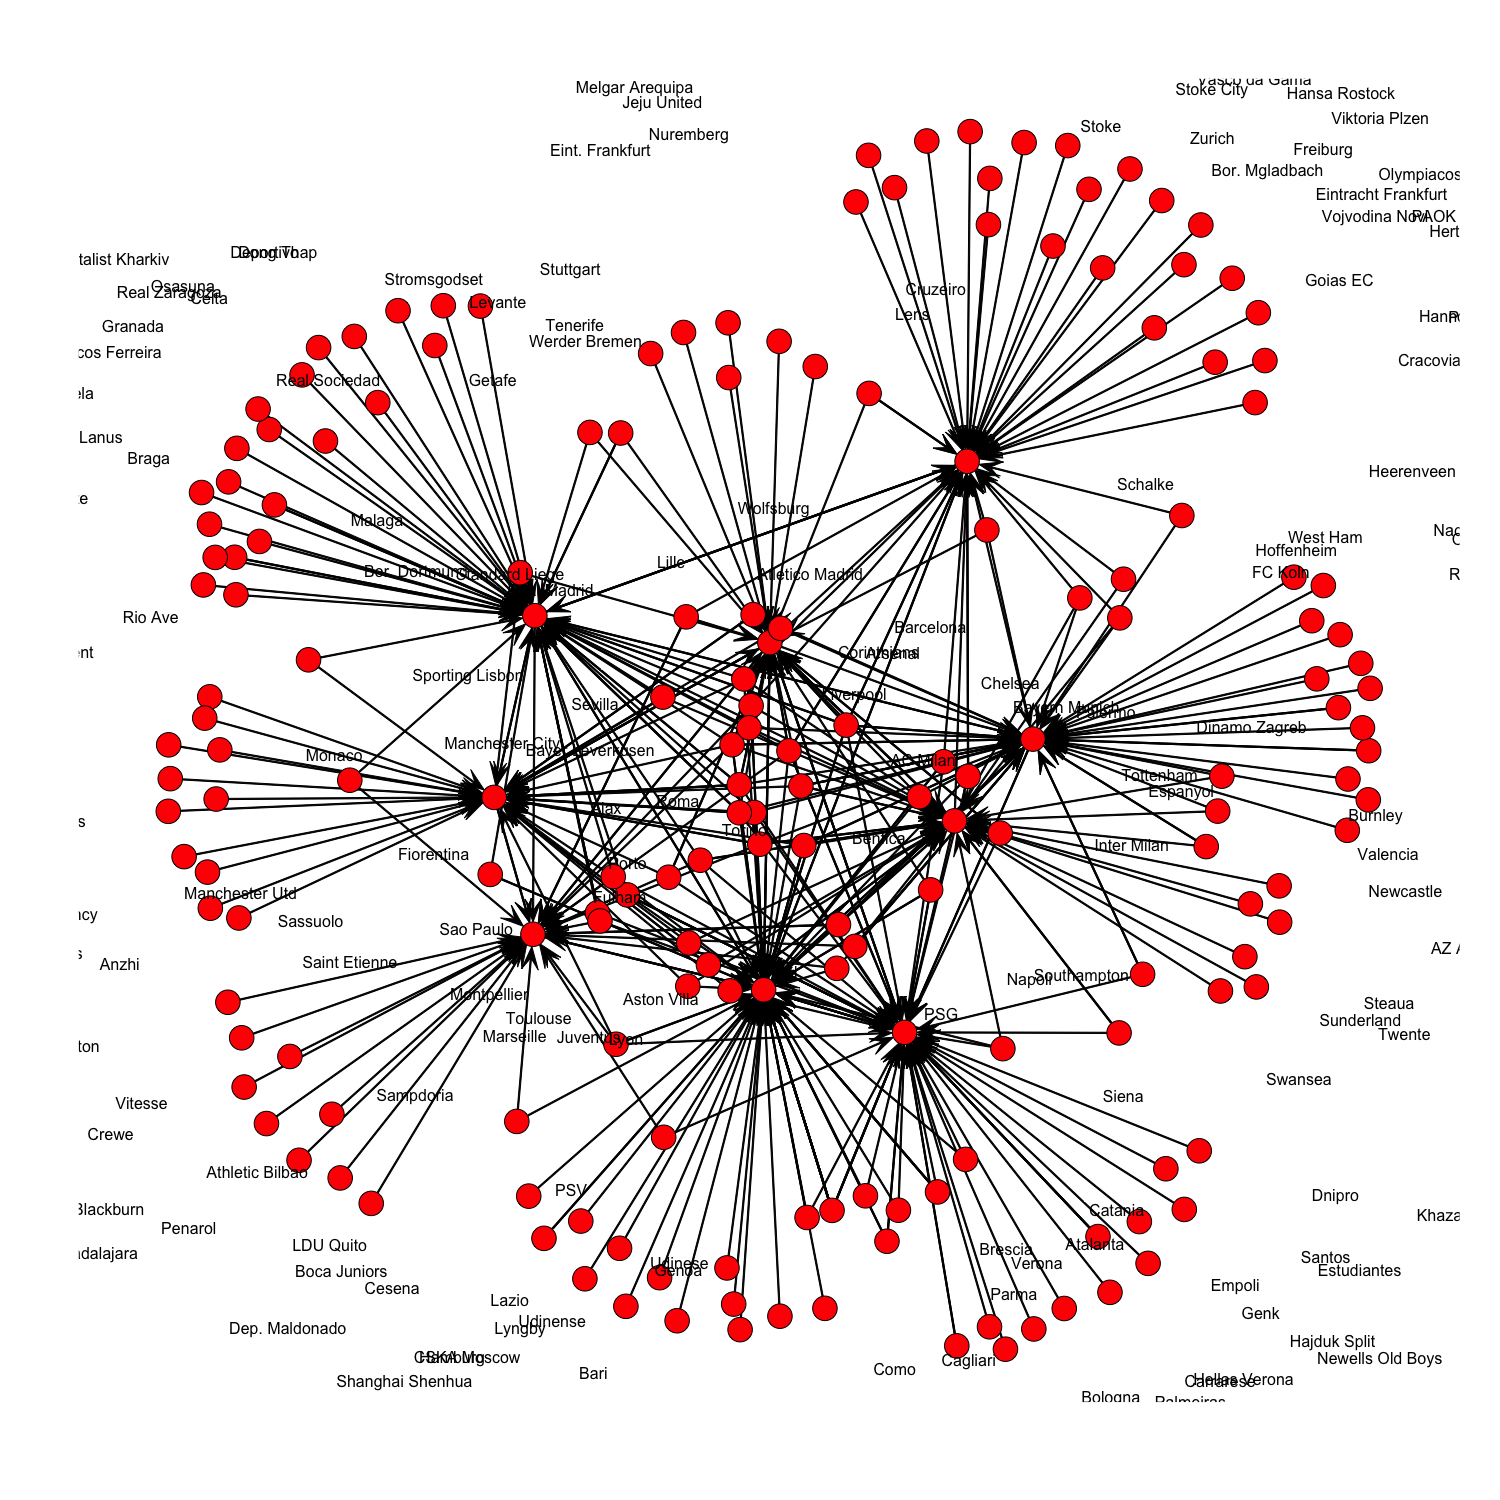 Melgar Arequipa
Jeju United
Stoke City
Hansa Rostock
Viktoria Plzen
Stoke
Nuremberg
Zurich
Eint. Frankfurt
Freiburg
Bor. Mgladbach
Olympiacos
Eintracht Frankfurt
Vojvodina Novi
PAOK
Hert
talist Kharkiv
Deportivo
Dong Thap
Stuttgart
Stromsgodset
Goias EC
Osasuna
Real Zaragoza
Celta
Cruzeiro
Levante
Lens
Granada
Tenerife
Werder Bremen
cos Ferreira
Cracovia
Real Sociedad
Getafe
ela
Lanus
Braga
Heerenveen
Schalke
te
Wolfsburg
Malaga
West Ham
Hoffenheim
Lille
Bor. Dortmund
Standard Liege
Atletico Madrid
FC Koln
Madrid
Rio Ave
Barcelona
ent
Corinthians
Arsenal
Sporting Lisbon
Chelsea
Liverpool
Sevilla
Bayern Munich
Palermo
Dinamo Zagreb
Manchester City
Bayer Leverkusen
Monaco
AC Milan
Tottenham
Espanyol
Roma
Ajax
Burnley
Torino
Benfica
Inter Milan
Fiorentina
Valencia
Porto
Manchester Utd
Newcastle
Fulham
ncy
Sassuolo
Sao Paulo
AZ A
Anzhi
Saint Etienne
Napoli
Southampton
Montpellier
Aston Villa
Steaua
PSG
Toulouse
Sunderland
Marseille
Juventus
Lyon
Twente
ton
Swansea
Sampdoria
Siena
Vitesse
Crewe
Athletic Bilbao
PSV
Dnipro
Blackburn
Catania
Khaza
Penarol
LDU Quito
Atalanta
Brescia
adalajara
Santos
Udinese
Genoa
Verona
Boca Juniors
Estudiantes
Cesena
Empoli
Parma
Lazio
Genk
Udinense
Dep. Maldonado
Lyngby
Hajduk Split
CSKA Moscow
Hamburg
Cagliari
Newells Old Boys
Bari
Como
Shanghai Shenhua
Carrarese
Hellas Verona
Bologna
Palmeiras